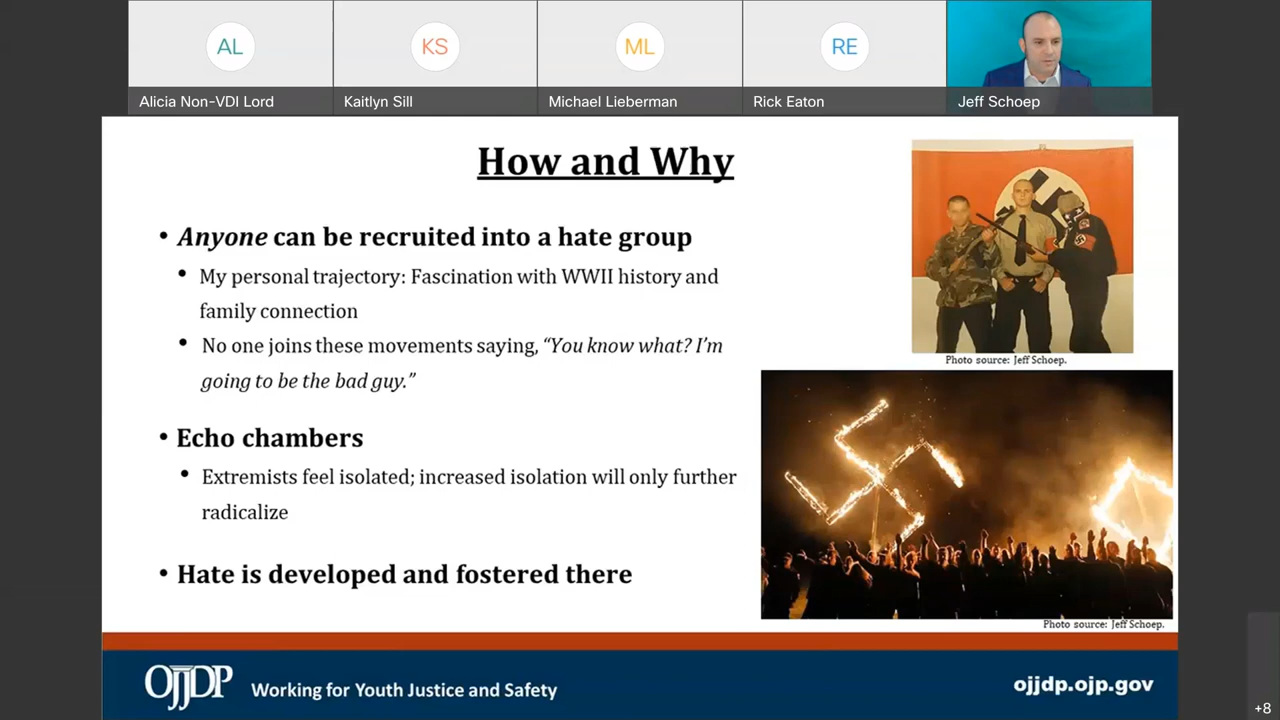 AL
KS
ML
RE
Alicia Non-VDI Lord
Kaitlyn Sill
Michael Lieberman
Rick Eaton
Jeff Schoep
How and Why
• Anyone can be recruited into a hate group
• My personal trajectory: Fascination with WWII history and
family connection
• No one joins these movements saying, “You know what? I’m
going to be the bad guy.”
• Echo chambers
• Extremists feel isolated; increased isolation will only further
radicalize
• Hate is developed and fostered there
Photo source: Jeff Schoep.
Photo source: Jeff Schoep.
OJJDP Working for Youth Justice and Safety
ojjdp.ojp.gov
+8